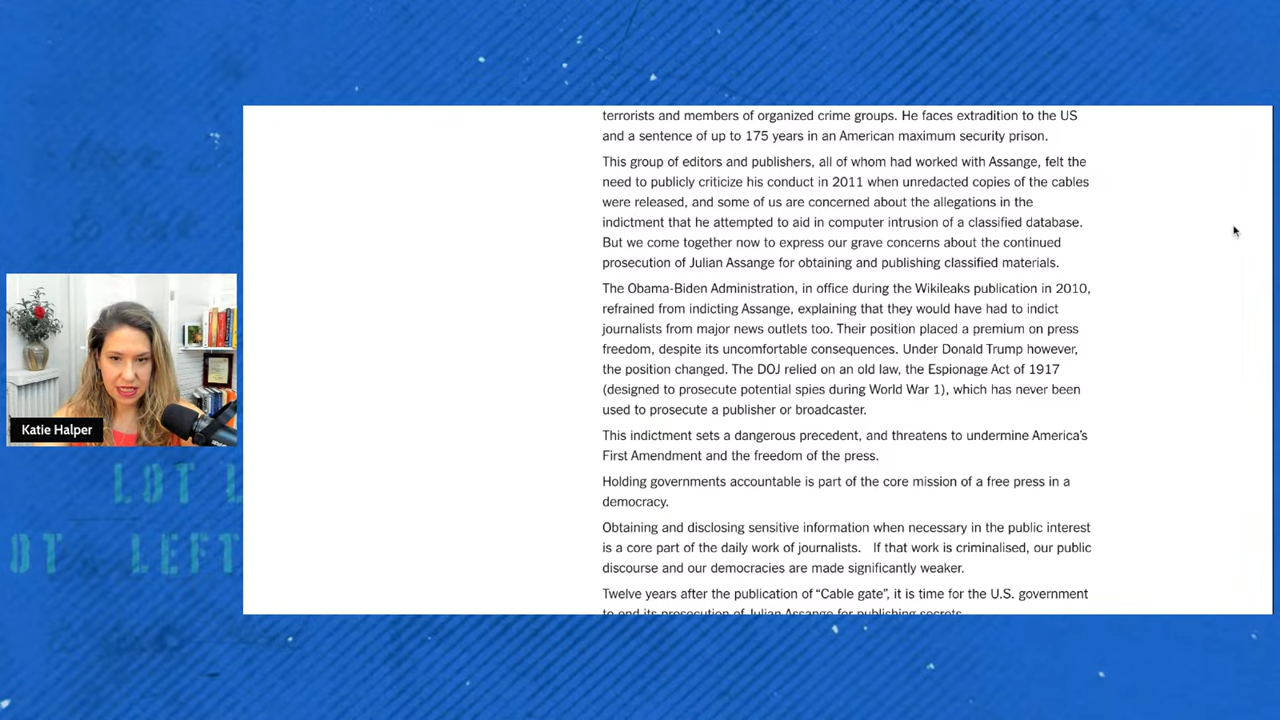 terrorists and members of organized crime groups. He faces extradition to the US
and a sentence of up to 175 years in an American maximum security prison.
This group of editors and publishers, all of whom had worked with Assange, felt the
need to publicly criticize his conduct in 2011 when unredacted copies of the cables
were released, and some of us are concerned about the allegations in the
indictment that he attempted to aid in computer intrusion of a classified database.
But we come together now to express our grave concerns about the continued
prosecution of Julian Assange for obtaining and publishing classified materials.
The Obama-Biden Administration, in office during the Wikileaks publication in 2010,
refrained from indicting Assange, explaining that they would have had to indict
journalists from major news outlets too. Their position placed a premium on press
freedom, despite its uncomfortable consequences. Under Donald Trump however,
the position changed. The DOJ relied on an old law, the Espionage Act of 1917
(designed to prosecute potential spies during World War 1), which has never been
used to prosecute a publisher or broadcaster.
This indictment sets a dangerous precedent, and threatens to undermine America's
First Amendment and the freedom of the press.
Holding governments accountable is part of the core mission of a free press in a
democracy.
Obtaining and disclosing sensitive information when necessary in the public interest
is a core part of the daily work of journalists. If that work is criminalised, our public
discourse and our democracies are made significantly weaker.
Twelve years after the publication of “Cable gate”, it is time for the U.S. government
to end its prosecution of Julian Assange for publishing secrets.
Katie Halper
LOT L
OT LEFT